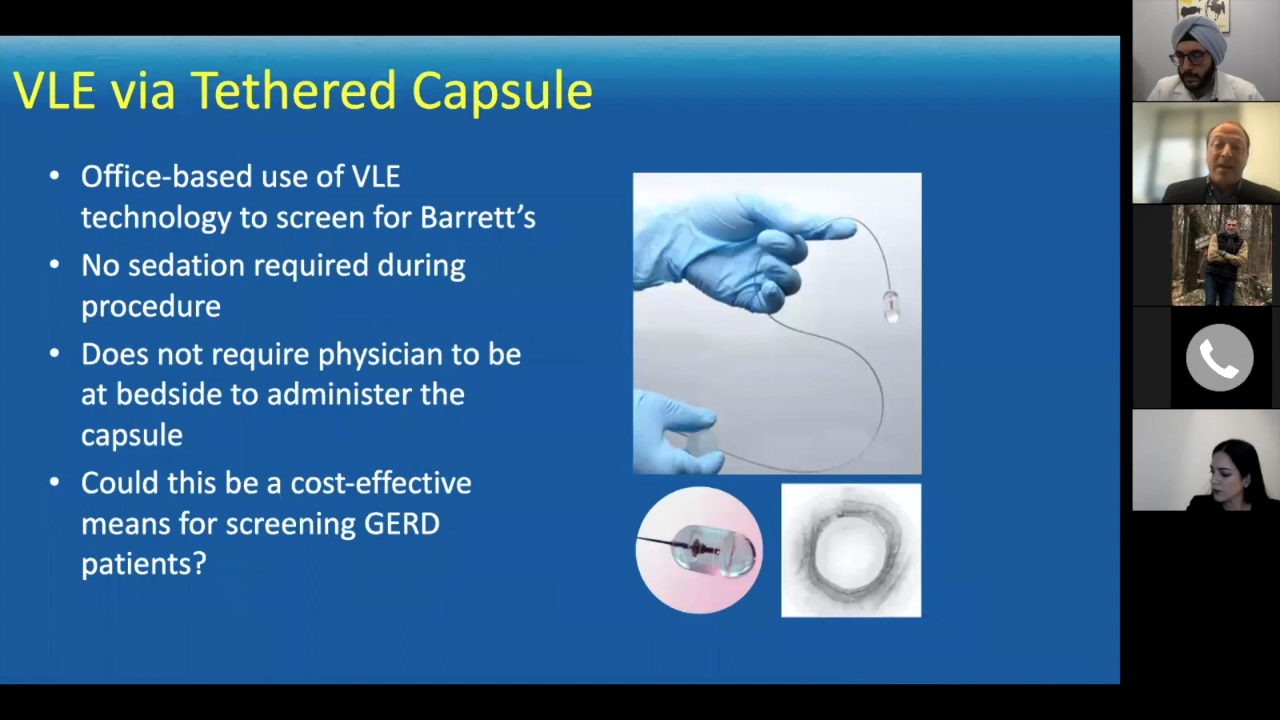 VLE via Tethered Capsule
• Office-based use of VLE
technology to screen for Barrett’s
• No sedation required during
procedure
• Does not require physician to be
at bedside to administer the
capsule
• Could this be a cost-effective
means for screening GERD
patients?